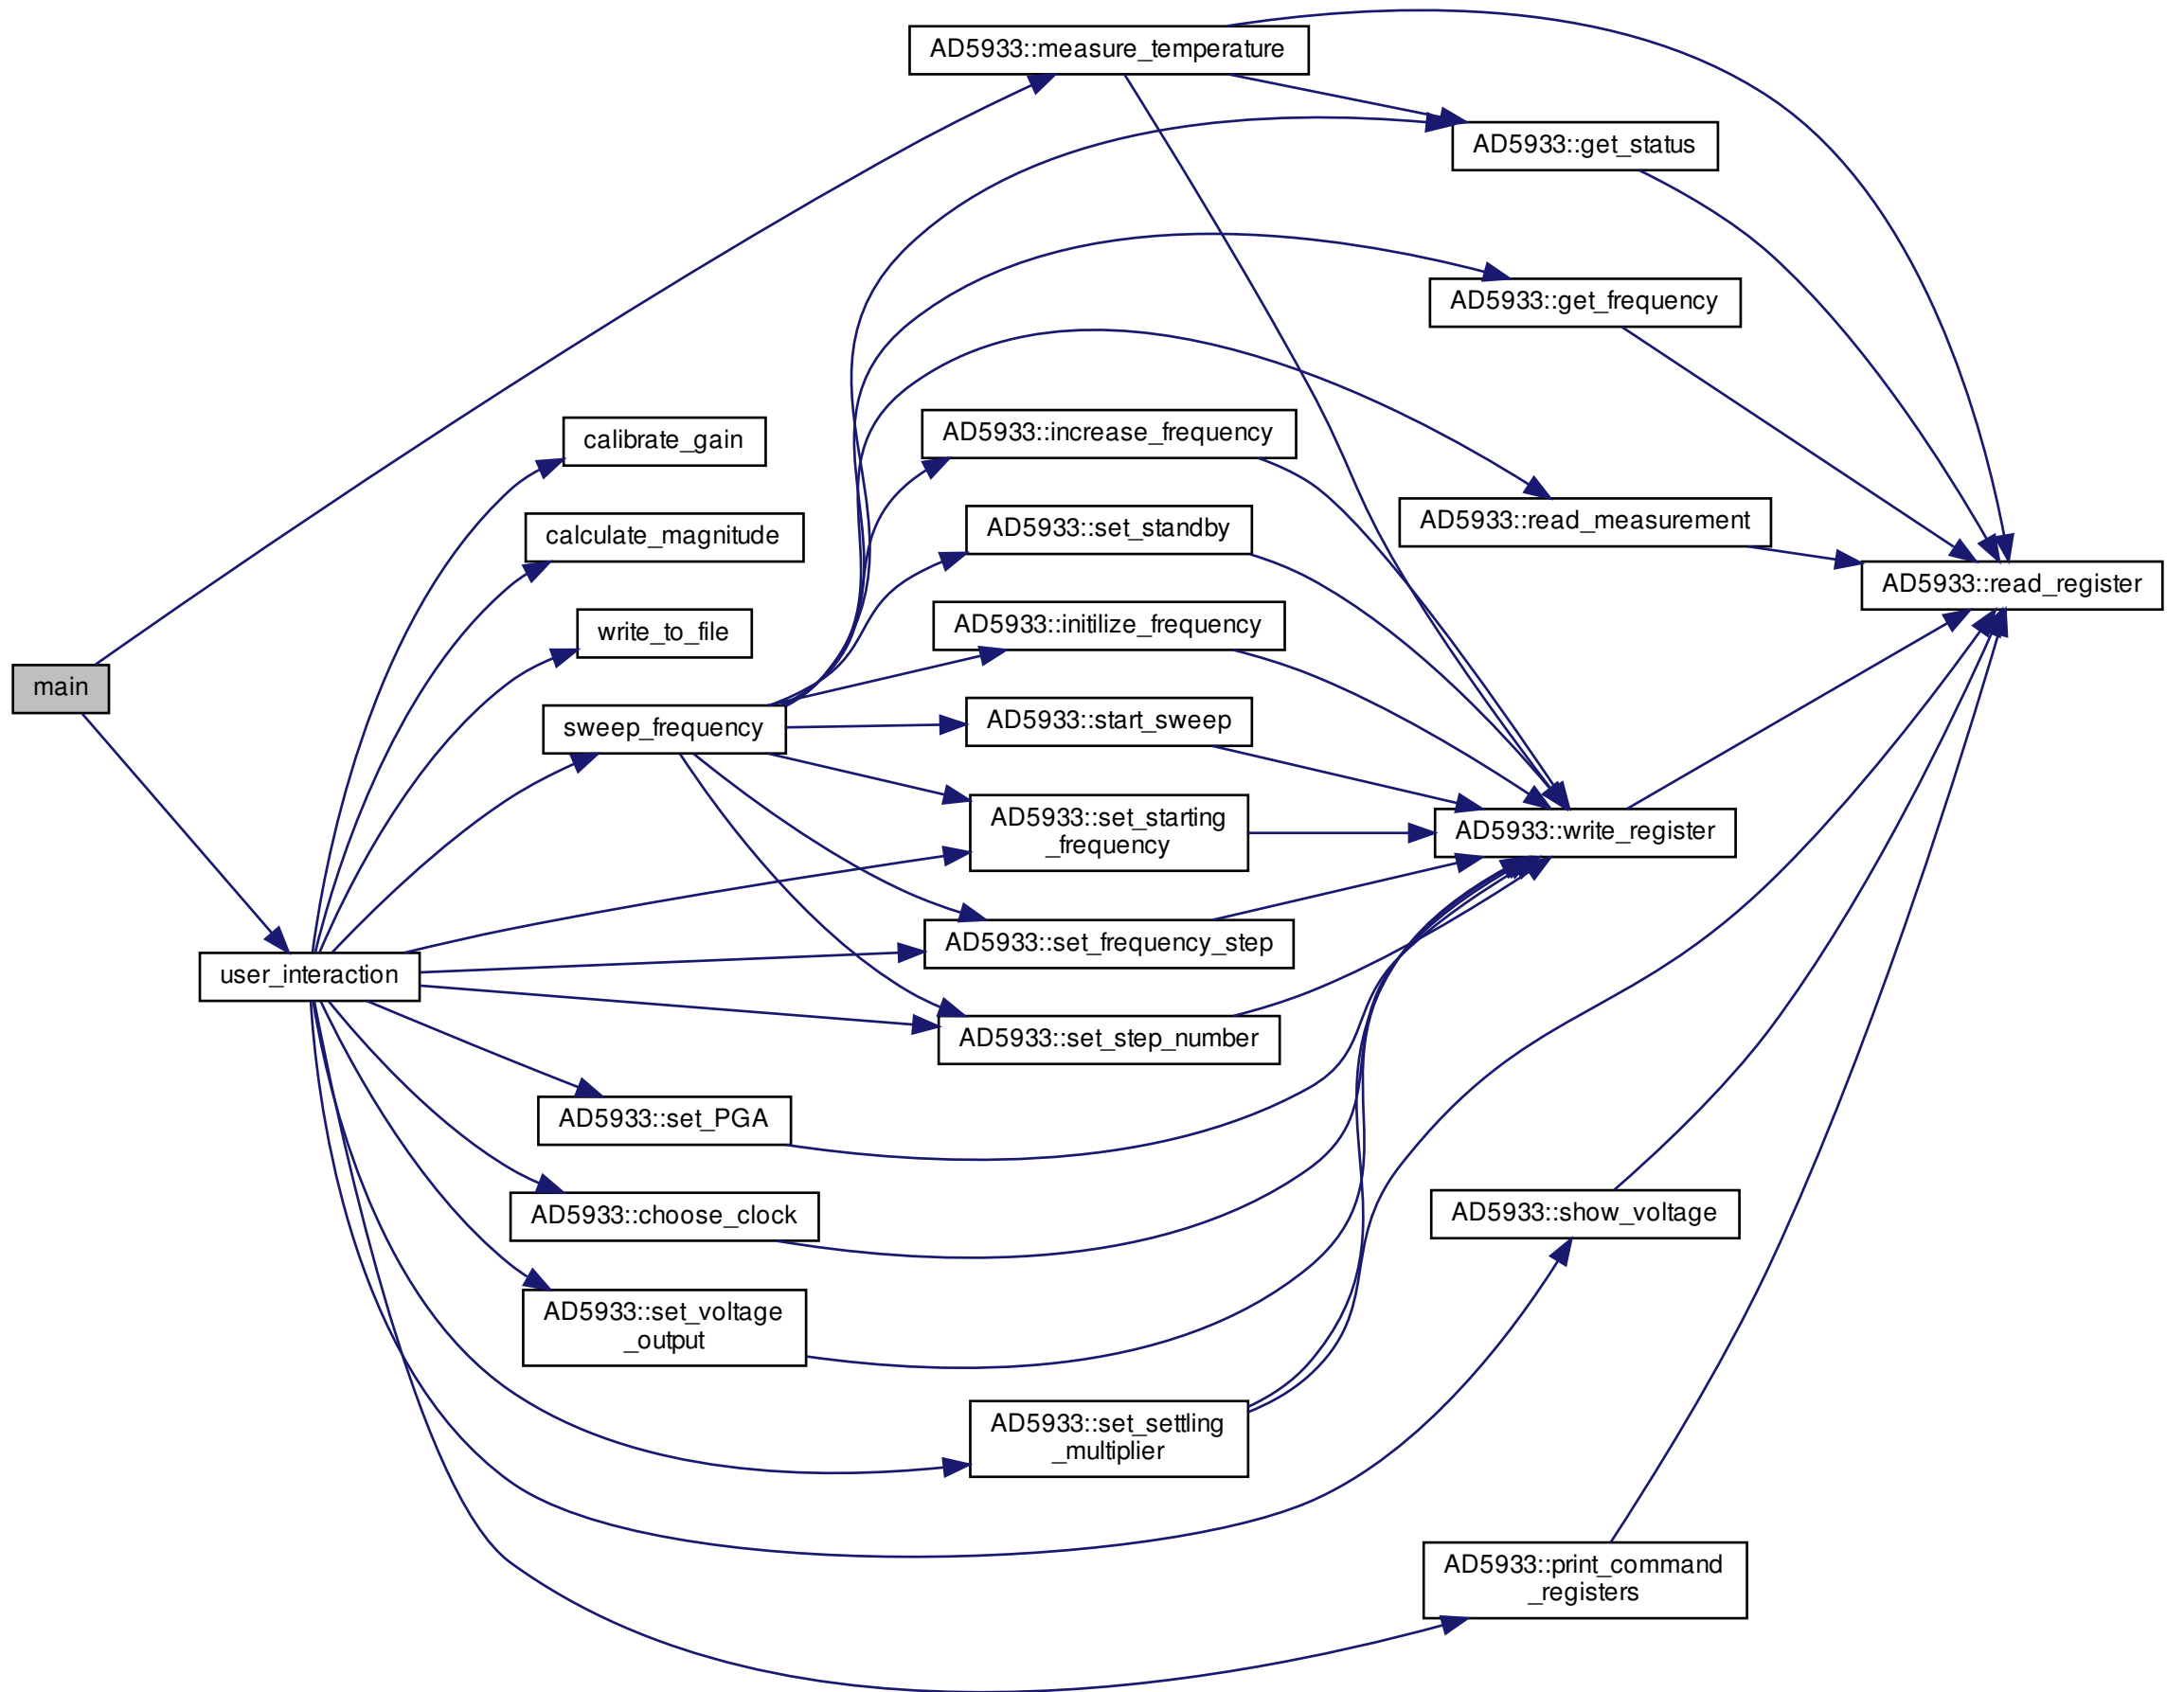 AD5933::measure_temperature
AD5933::get_status
AD5933::get_frequency
calibrate_gain
AD5933::increase_frequency
AD5933::read_measurement
calculate_magnitude
AD5933::set_standby
AD5933::read_register
write_to_file
AD5933::initilize_frequency
main
sweep_frequency
AD5933::start_sweep
AD5933::set_starting
_frequency
AD5933::write_register
AD5933::set_frequency_step
user_interaction
AD5933::set_step_number
AD5933::set_PGA
AD5933::choose_clock
AD5933::show_voltage
AD5933::set_voltage
_output
AD5933::set_settling
_multiplier
AD5933::print_command
_registers